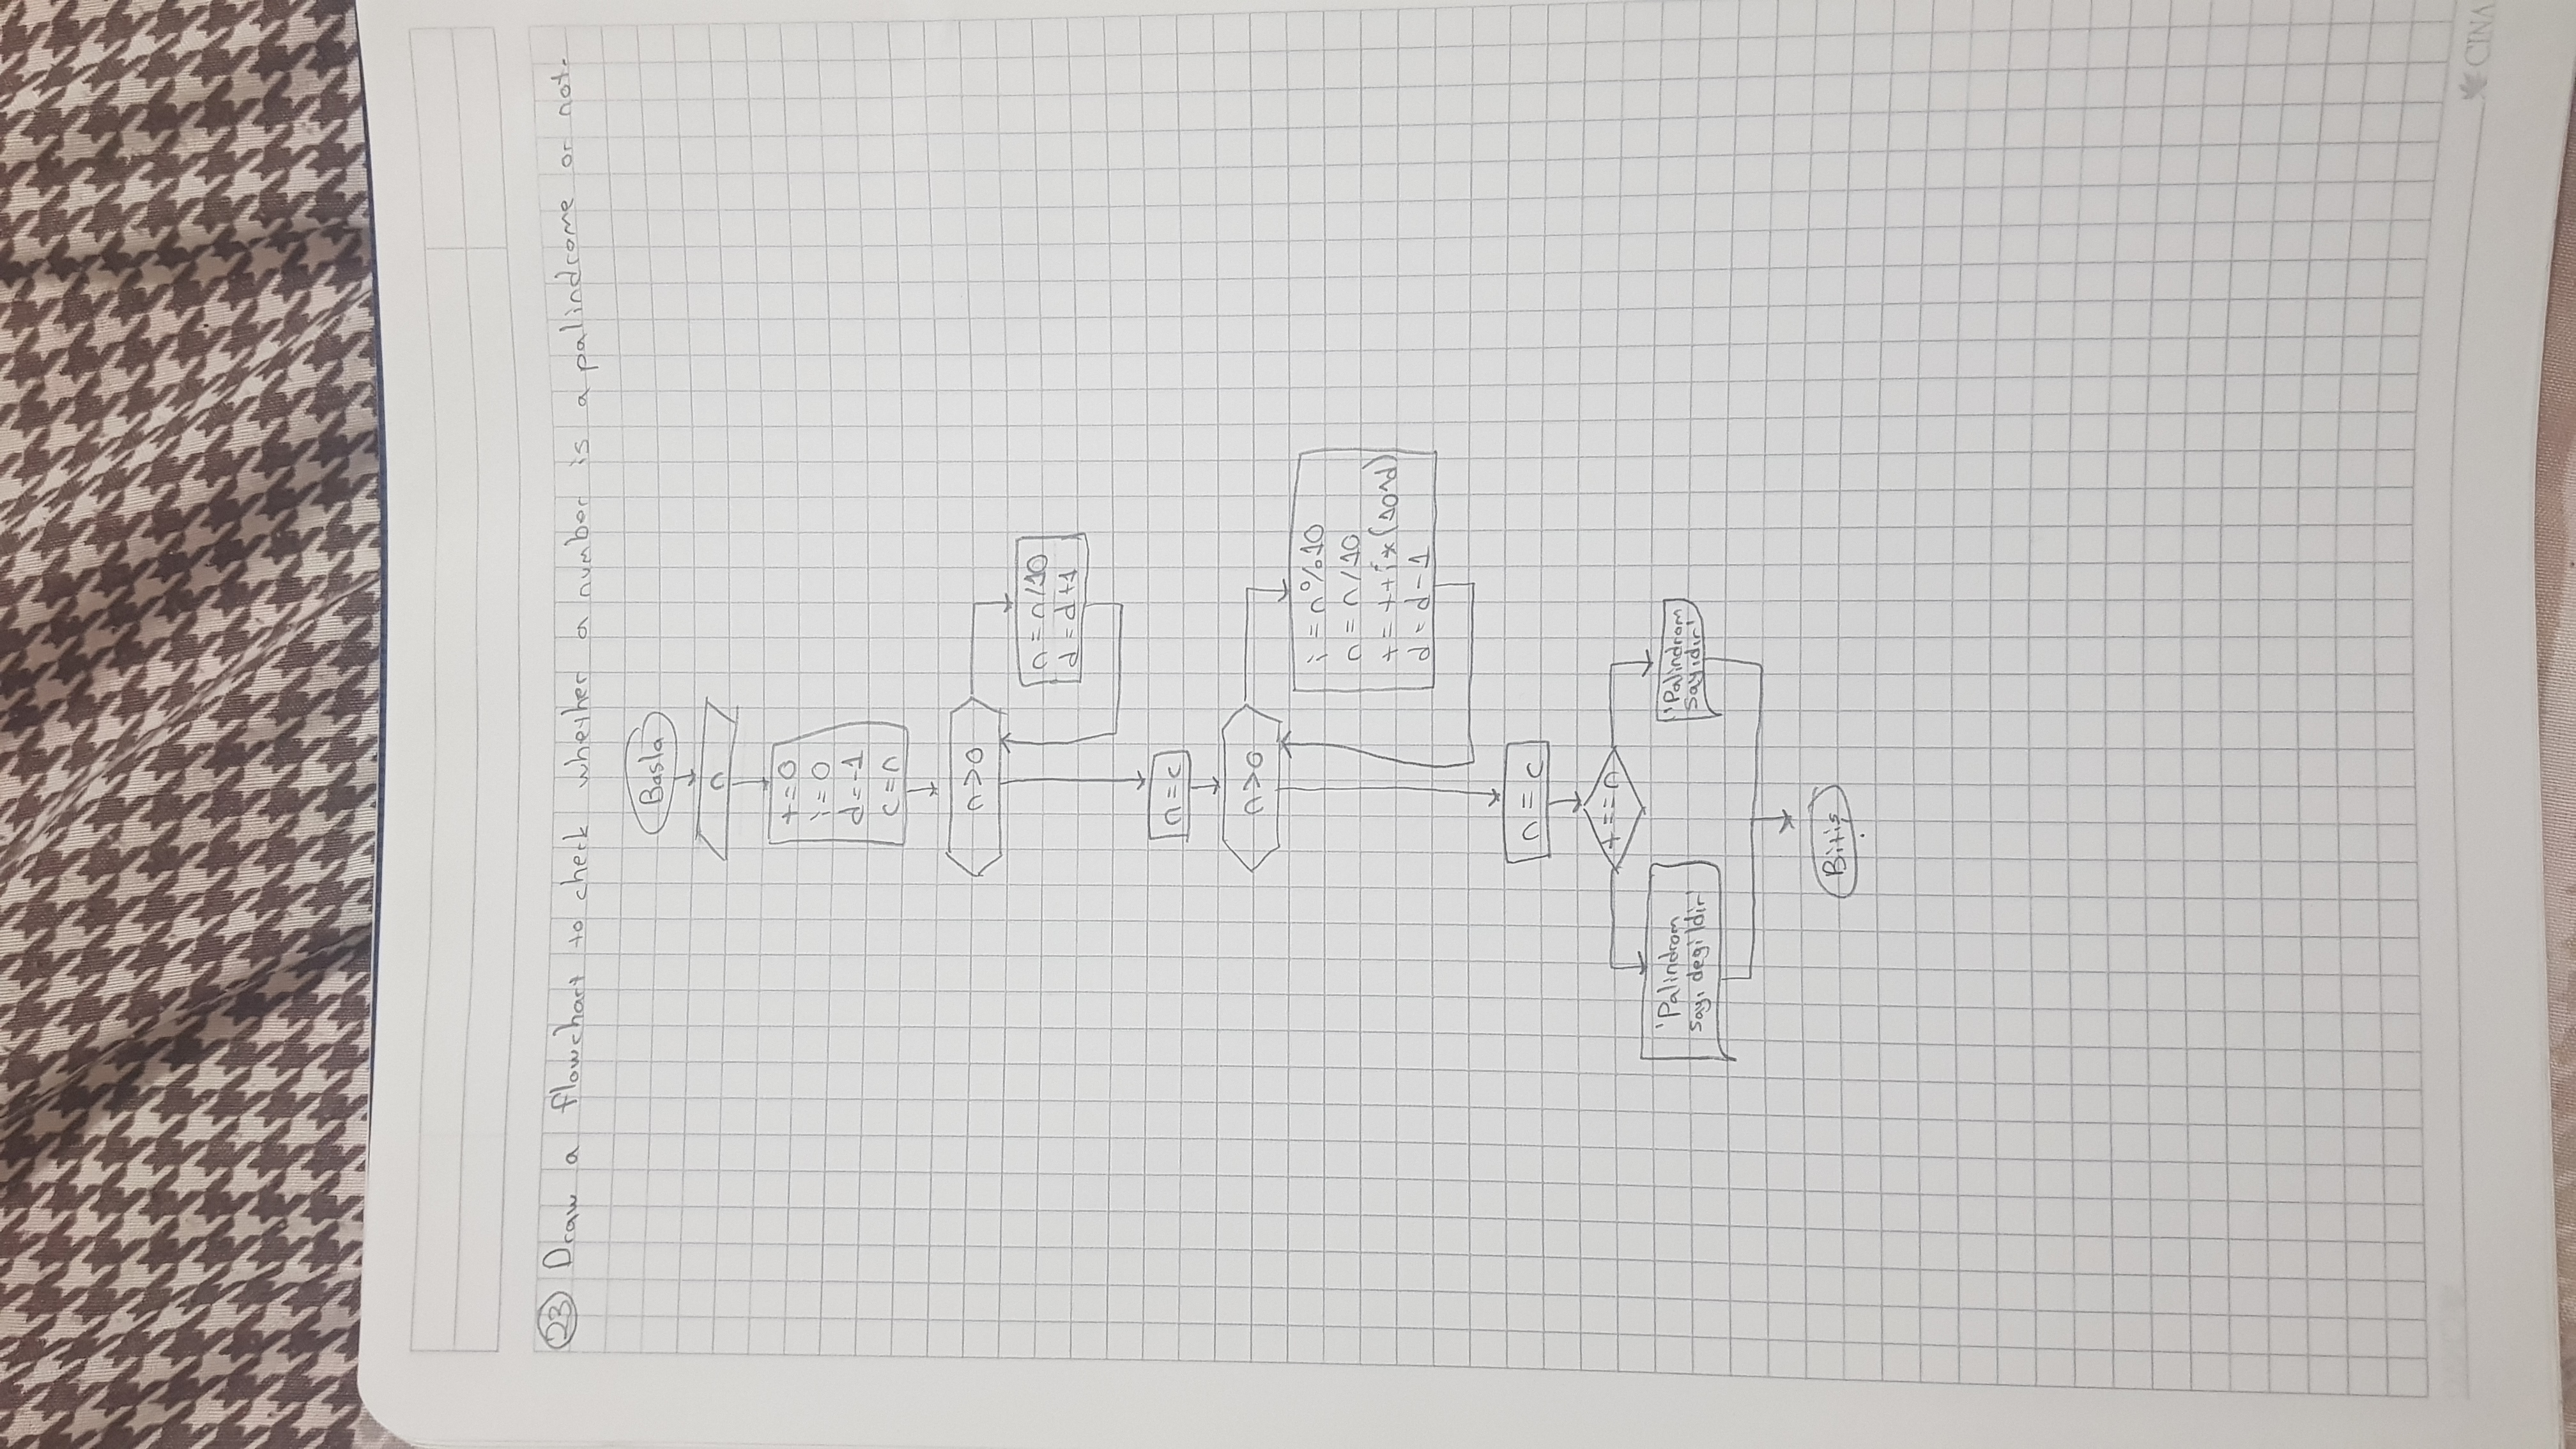 23 Draw a flowchart to check whether a number is a palindrome or not.
Basla
n
t=0
i=0
d=-1
c=n
n>0
n=n/10
d=d+1
n=c
n>0
i=n%10
n=n/10
t=t+i*(10^d)
d=d-1
n=c
t==n
'Palindrom
sayı degildir'
'Palindrom
sayıdır'
Bitiş
CINA